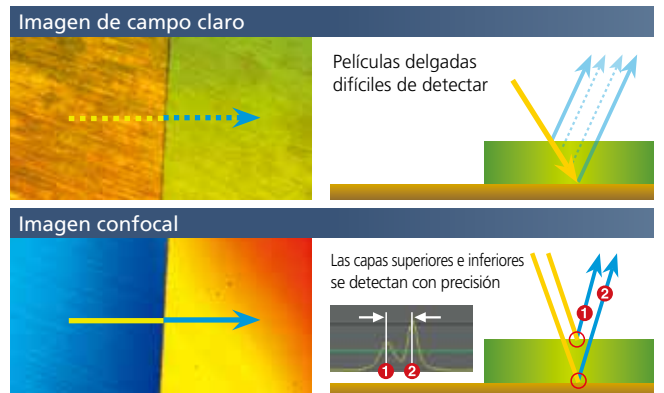 Imagen de campo claro
Películas delgadas
difíciles de detectar
Imagen confocal
Las capas superiores e inferiores
se detectan con precisión
1 2
1
2